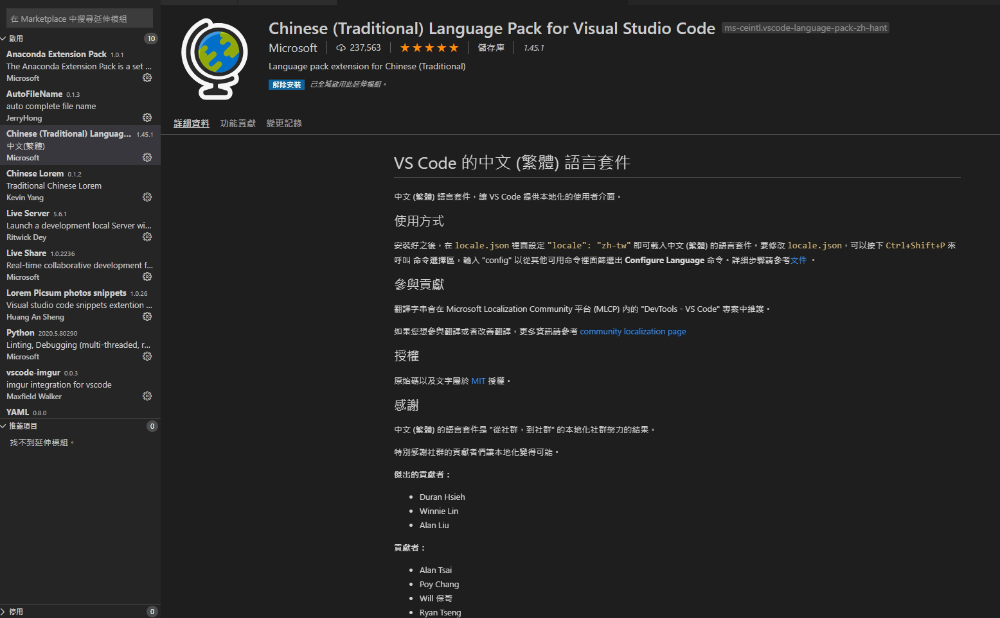 在 Marketplace 中搜尋延伸模組
啟用
10
Anaconda Extension Pack 1.0.1
The Anaconda Extension Pack is a set ...
Microsoft
AutoFileName 0.1.3
auto complete file name
JerryHong
Chinese (Traditional) Languag... 1.45.1
中文(繁體)
Microsoft
Chinese Lorem 0.1.2
Traditional Chinese Lorem
Kevin Yang
Live Server 5.6.1
Launch a development local Server wi...
Ritwick Dey
Live Share 1.0.2236
Real-time collaborative development f...
Microsoft
Lorem Picsum photos snippets 1.0.26
Visual studio code snippets extention ...
Huang An Sheng
Python 2020.5.80290
Linting, Debugging (multi-threaded, r...
Microsoft
vscode-imgur 0.0.3
imgur integration for vscode
Maxfield Walker
YAML 0.8.0
推薦項目
0
找不到延伸模組。
停用
0
Chinese (Traditional) Language Pack for Visual Studio Code ms-ceintl.vscode-language-pack-zh-hant
Microsoft 237,563 儲存庫 1.45.1
Language pack extension for Chinese (Traditional)
解除安裝 已全域啟用此延伸模組。
詳細資料 功能貢獻 變更記錄
VS Code 的中文 (繁體) 語言套件
中文 (繁體) 語言套件，讓 VS Code 提供本地化的使用者介面。
使用方式
安裝好之後，在 locale.json 裡面設定 "locale": "zh-tw" 即可載入中文 (繁體) 的語言套件。要修改 locale.json，可以按下 Ctrl+Shift+P 來
呼叫 命令選擇區，輸入 "config" 以從其他可用命令裡面篩選出 Configure Language 命令。詳細步驟請參考文件 。
參與貢獻
翻譯字串會在 Microsoft Localization Community 平台 (MLCP) 內的 "DevTools - VS Code" 專案中維護。
如果您想參與翻譯或者改善翻譯，更多資訊請參考 community localization page
授權
原始碼以及文字屬於 MIT 授權。
感謝
中文 (繁體) 的語言套件是 "從社群，到社群" 的本地化社群努力的結果。
特別感謝社群的貢獻者們讓本地化變得可能。
傑出的貢獻者：
• Duran Hsieh
• Winnie Lin
• Alan Liu
貢獻者：
• Alan Tsai
• Poy Chang
• Will 保哥
• Ryan Tseng